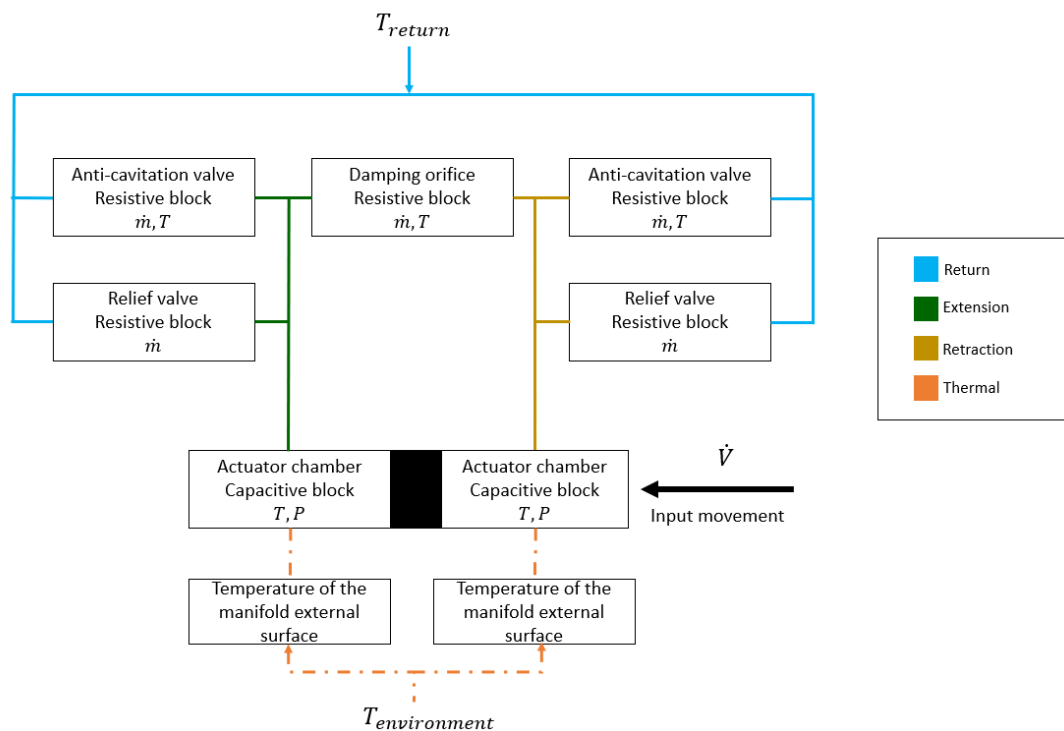 T_return
Anti-cavitation valve
Resistive block
ṁ, T
Damping orifice
Resistive block
ṁ, T
Anti-cavitation valve
Resistive block
ṁ, T
Relief valve
Resistive block
ṁ
Relief valve
Resistive block
ṁ
Return
Extension
Retraction
Thermal
Actuator chamber
Capacitive block
T, P
Actuator chamber
Capacitive block
T, P
V̇
Input movement
Temperature of the
manifold external
surface
Temperature of the
manifold external
surface
T_environment